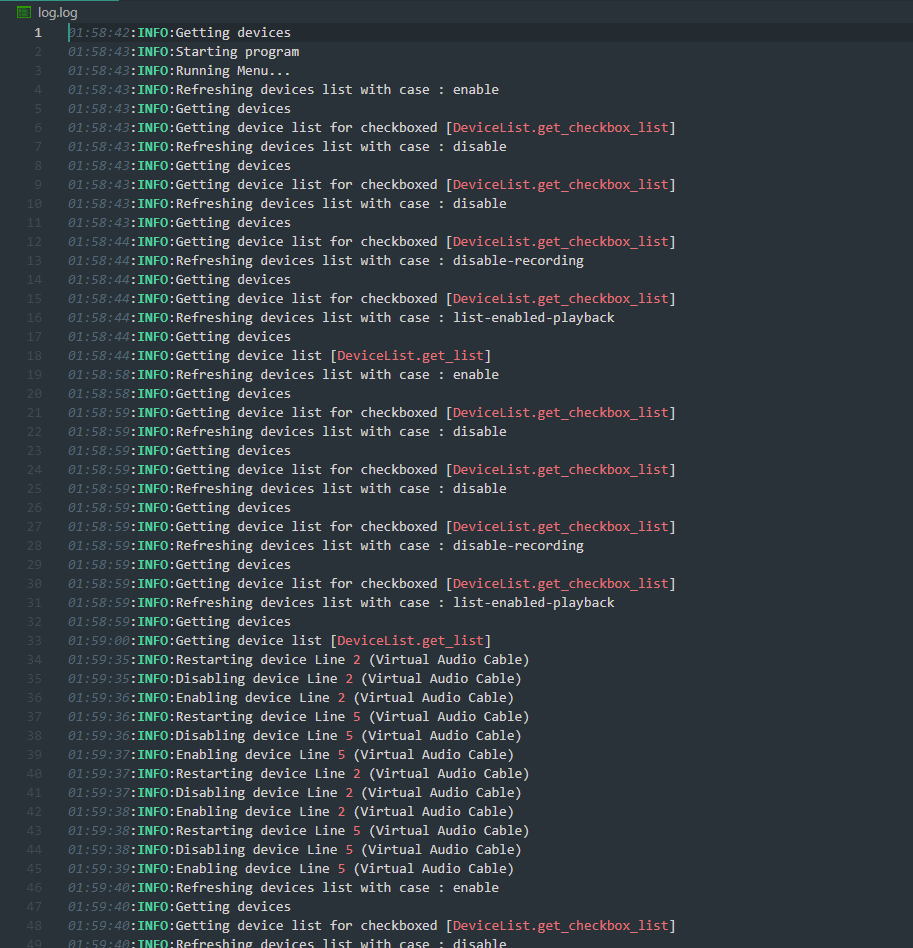 log.log
1 01:58:42:INFO:Getting devices
2 01:58:43:INFO:Starting program
3 01:58:43:INFO:Running Menu...
4 01:58:43:INFO:Refreshing devices list with case : enable
5 01:58:43:INFO:Getting devices
6 01:58:43:INFO:Getting device list for checkboxed [DeviceList.get_checkbox_list]
7 01:58:43:INFO:Refreshing devices list with case : disable
8 01:58:43:INFO:Getting devices
9 01:58:43:INFO:Getting device list for checkboxed [DeviceList.get_checkbox_list]
10 01:58:43:INFO:Refreshing devices list with case : disable
11 01:58:43:INFO:Getting devices
12 01:58:44:INFO:Getting device list for checkboxed [DeviceList.get_checkbox_list]
13 01:58:44:INFO:Refreshing devices list with case : disable-recording
14 01:58:44:INFO:Getting devices
15 01:58:44:INFO:Getting device list for checkboxed [DeviceList.get_checkbox_list]
16 01:58:44:INFO:Refreshing devices list with case : list-enabled-playback
17 01:58:44:INFO:Getting devices
18 01:58:44:INFO:Getting device list [DeviceList.get_list]
19 01:58:58:INFO:Refreshing devices list with case : enable
20 01:58:58:INFO:Getting devices
21 01:58:59:INFO:Getting device list for checkboxed [DeviceList.get_checkbox_list]
22 01:58:59:INFO:Refreshing devices list with case : disable
23 01:58:59:INFO:Getting devices
24 01:58:59:INFO:Getting device list for checkboxed [DeviceList.get_checkbox_list]
25 01:58:59:INFO:Refreshing devices list with case : disable
26 01:58:59:INFO:Getting devices
27 01:58:59:INFO:Getting device list for checkboxed [DeviceList.get_checkbox_list]
28 01:58:59:INFO:Refreshing devices list with case : disable-recording
29 01:58:59:INFO:Getting devices
30 01:58:59:INFO:Getting device list for checkboxed [DeviceList.get_checkbox_list]
31 01:58:59:INFO:Refreshing devices list with case : list-enabled-playback
32 01:58:59:INFO:Getting devices
33 01:59:00:INFO:Getting device list [DeviceList.get_list]
34 01:59:35:INFO:Restarting device Line 2 (Virtual Audio Cable)
35 01:59:35:INFO:Disabling device Line 2 (Virtual Audio Cable)
36 01:59:36:INFO:Enabling device Line 2 (Virtual Audio Cable)
37 01:59:36:INFO:Restarting device Line 5 (Virtual Audio Cable)
38 01:59:36:INFO:Disabling device Line 5 (Virtual Audio Cable)
39 01:59:37:INFO:Enabling device Line 5 (Virtual Audio Cable)
40 01:59:37:INFO:Restarting device Line 2 (Virtual Audio Cable)
41 01:59:37:INFO:Disabling device Line 2 (Virtual Audio Cable)
42 01:59:38:INFO:Enabling device Line 2 (Virtual Audio Cable)
43 01:59:38:INFO:Restarting device Line 5 (Virtual Audio Cable)
44 01:59:38:INFO:Disabling device Line 5 (Virtual Audio Cable)
45 01:59:39:INFO:Enabling device Line 5 (Virtual Audio Cable)
46 01:59:40:INFO:Refreshing devices list with case : enable
47 01:59:40:INFO:Getting devices
48 01:59:40:INFO:Getting device list for checkboxed [DeviceList.get_checkbox_list]
49 01:59:40:INFO:Refreshing devices list with case : disable